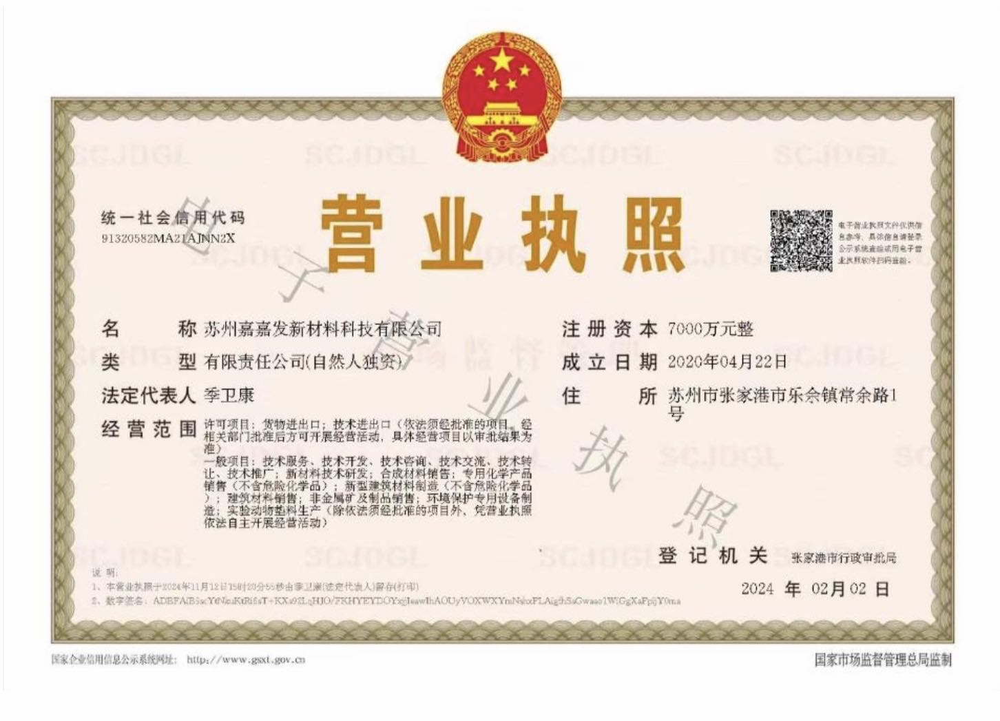 营业执照
统一社会信用代码
91320582MA21AJNN2X
电子营业执照文件仅供信
息参考，具体信息请登录
公示系统查验或用电子营
业执照软件扫码查验。
名称 苏州嘉嘉发新材料科技有限公司
类型 有限责任公司(自然人独资)
法定代表人 季卫康
经营范围 许可项目：货物进出口；技术进出口（依法须经批准的项目，经
相关部门批准后方可开展经营活动，具体经营项目以审批结果为
准）
一般项目：技术服务、技术开发、技术咨询、技术交流、技术转
让、技术推广；新材料技术研发；合成材料销售；专用化学产品
销售（不含危险化学品）；新型建筑材料制造（不含危险化学品
）；建筑材料销售；非金属矿及制品销售；环境保护专用设备制
造；实验动物垫料生产（除依法须经批准的项目外，凭营业执照
依法自主开展经营活动）
注册资本 7000万元整
成立日期 2020年04月22日
住所 苏州市张家港市乐余镇常余路1
号
登记机关 张家港市行政审批局
2024 年 02月02 日
说明:
1、本营业执照于2024年11月12日15时20分55秒由季卫康(法定代表人)留存(打印)
2、数字签名:
国家企业信用信息公示系统网址： http://www.gsxt.gov.cn
国家市场监督管理总局监制
电子营业执照
SCJDGL
市场监督管理